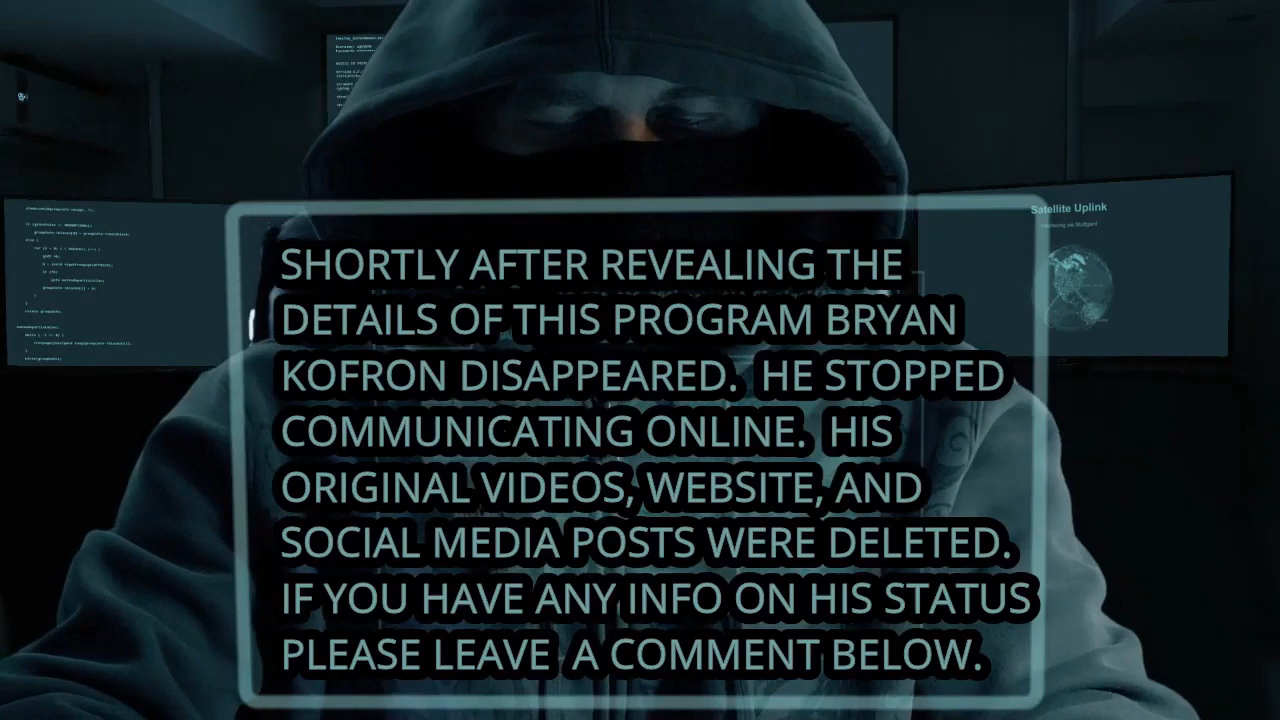 Satellite Uplink
SHORTLY AFTER REVEALING THE
DETAILS OF THIS PROGRAM BRYAN
KOFRON DISAPPEARED.  HE STOPPED
COMMUNICATING ONLINE.  HIS
ORIGINAL VIDEOS, WEBSITE, AND
SOCIAL MEDIA POSTS WERE DELETED.
IF YOU HAVE ANY INFO ON HIS STATUS
PLEASE LEAVE  A COMMENT BELOW.